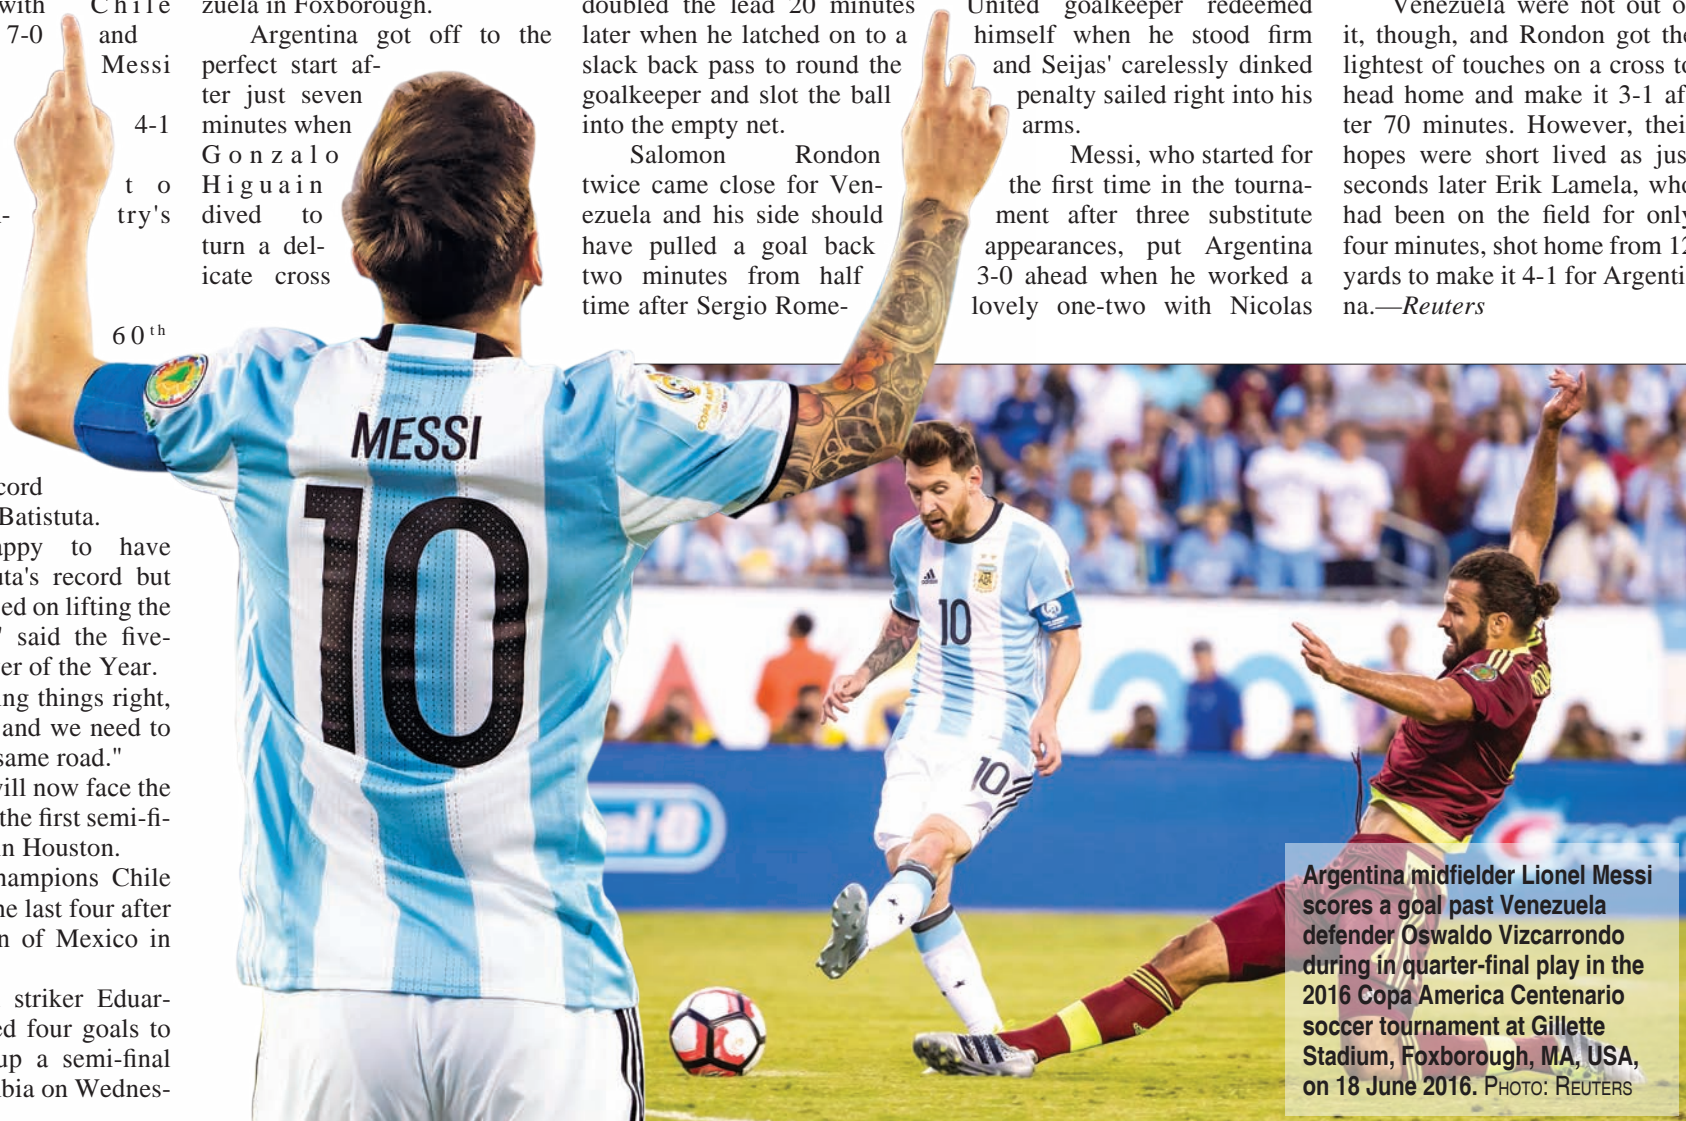 with Chile
7-0 and
Messi
4-1
t o
try's
60th
cord
Batistuta.
appy to have
uta's record but
ed on lifting the
said the five-
er of the Year.
ing things right,
and we need to
same road."
will now face the
the first semi-fi-
in Houston.
hampions Chile
he last four after
n of Mexico in
striker Eduar-
ed four goals to
up a semi-final
bia on Wednes-
zuela in Foxborough.
Argentina got off to the
perfect start af-
ter just seven
minutes when
Gonzalo
Higuain
dived to
turn a del-
icate cross
doubled the lead 20 minutes
later when he latched on to a
slack back pass to round the
goalkeeper and slot the ball
into the empty net.
Salomon Rondon
twice came close for Ven-
ezuela and his side should
have pulled a goal back
two minutes from half
time after Sergio Rome-
United goalkeeper redeemed
himself when he stood firm
and Seijas' carelessly dinked
penalty sailed right into his
arms.
Messi, who started for
the first time in the tourna-
ment after three substitute
appearances, put Argentina
3-0 ahead when he worked a
lovely one-two with Nicolas
Venezuela were not out o
it, though, and Rondon got the
lightest of touches on a cross to
head home and make it 3-1 af
ter 70 minutes. However, thei
hopes were short lived as jus
seconds later Erik Lamela, who
had been on the field for only
four minutes, shot home from 12
yards to make it 4-1 for Argenti
na.—Reuters
MESSI
10
COPA AM
adidas
AFA
10
10
al-B
Argentina midfielder Lionel Messi
scores a goal past Venezuela
defender Oswaldo Vizcarrondo
during in quarter-final play in the
2016 Copa America Centenario
soccer tournament at Gillette
Stadium, Foxborough, MA, USA,
on 18 June 2016. PHOTO: REUTERS